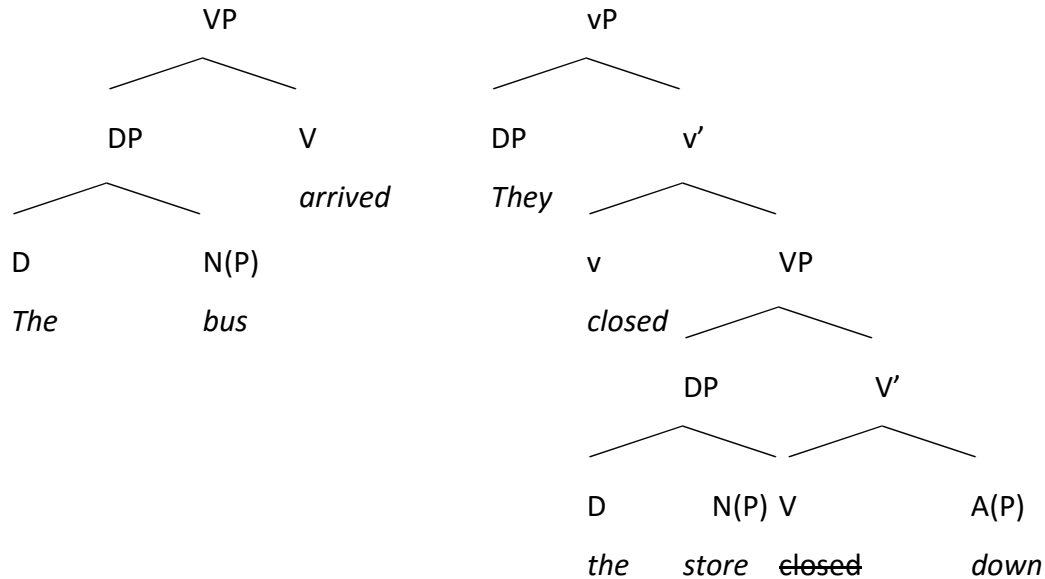 VP vP
DP V DP v’
arrived They
D N(P) v VP
The bus closed
DP V’
D N(P) V A(P)
the store closed down